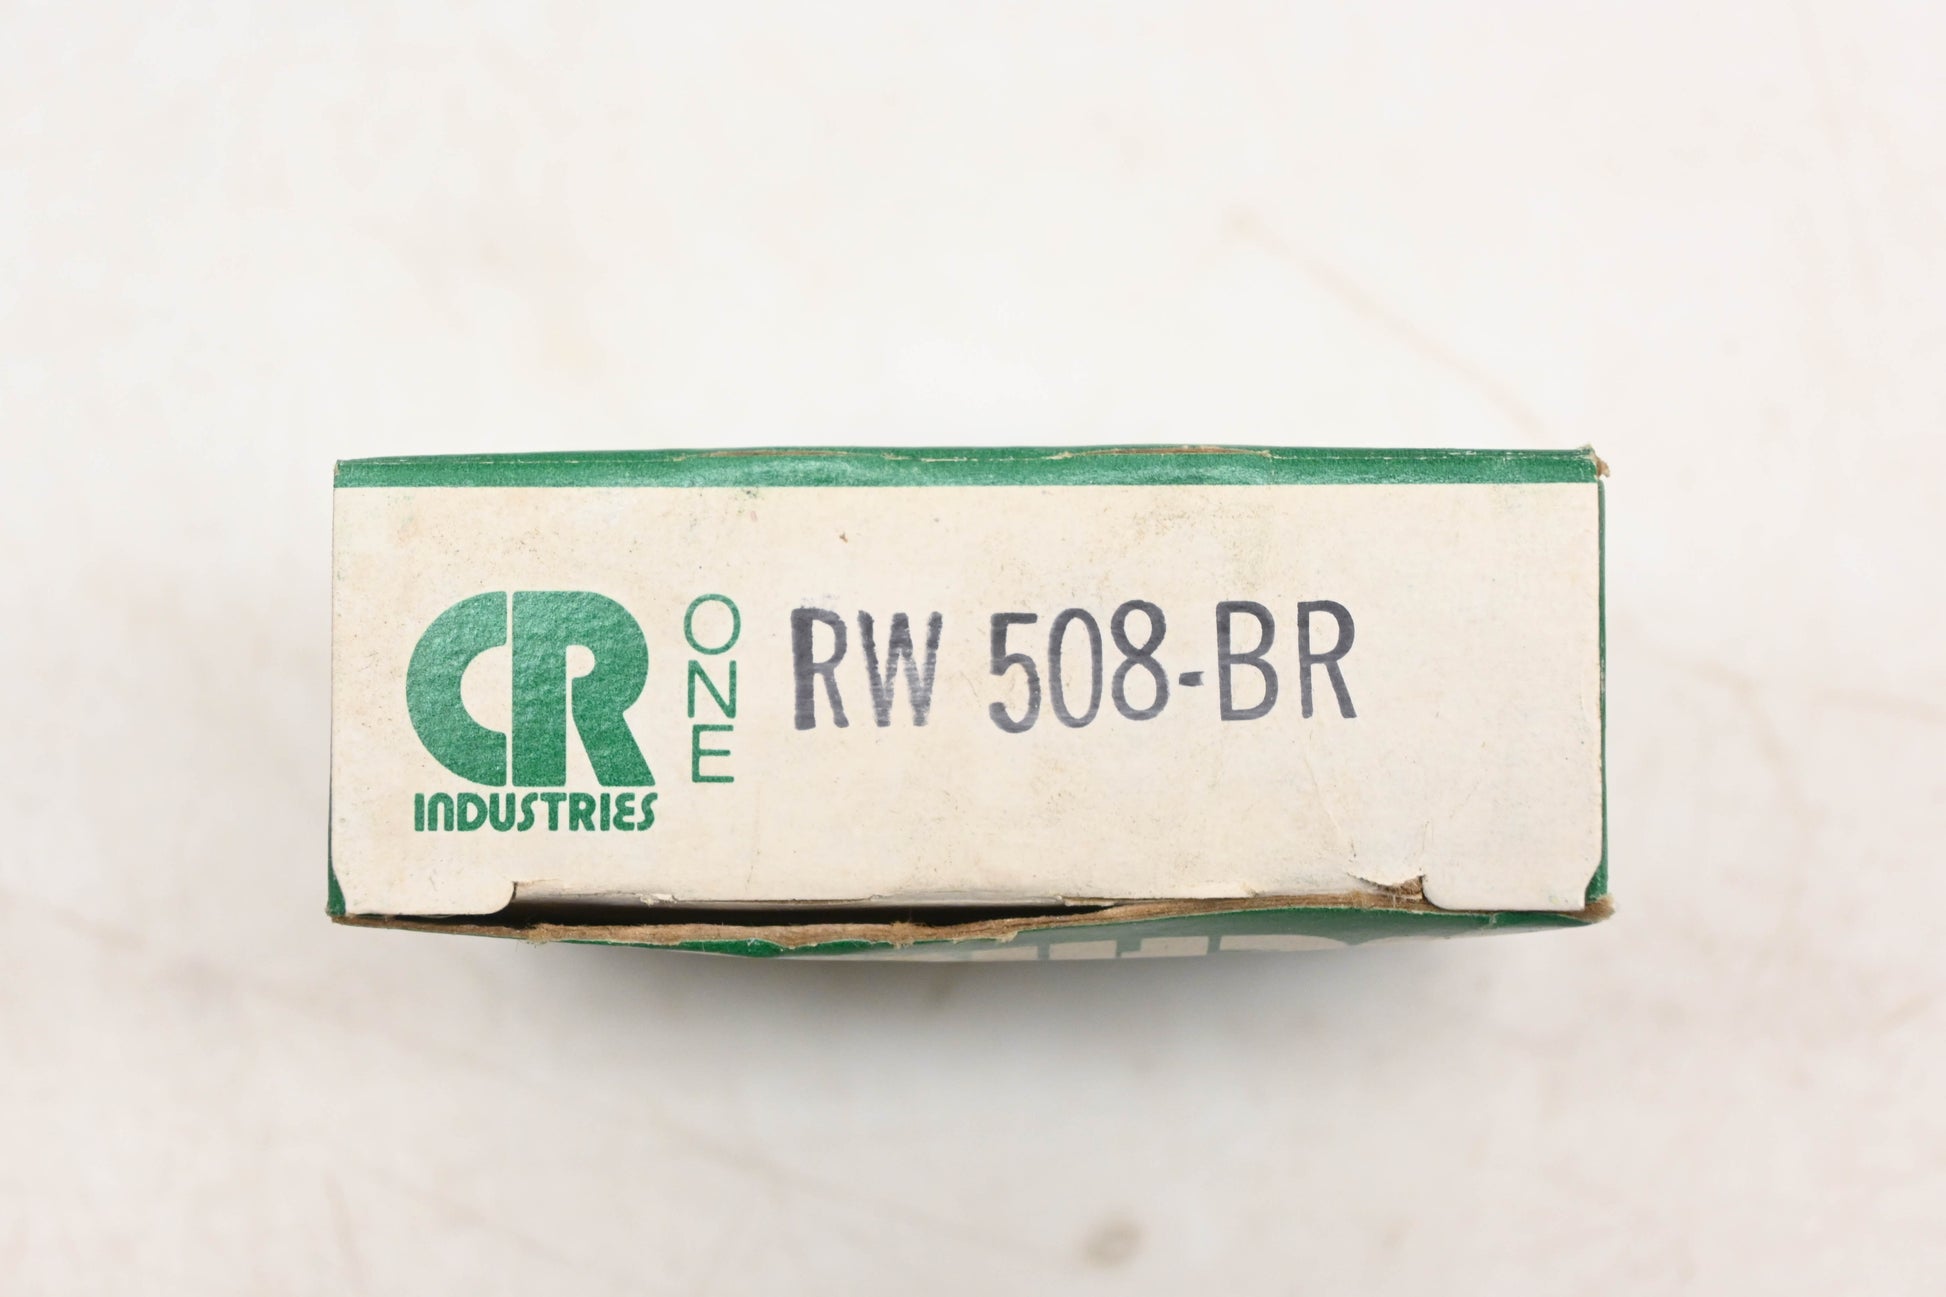 CR
INDUSTRIES
ONE
RW 508-BR